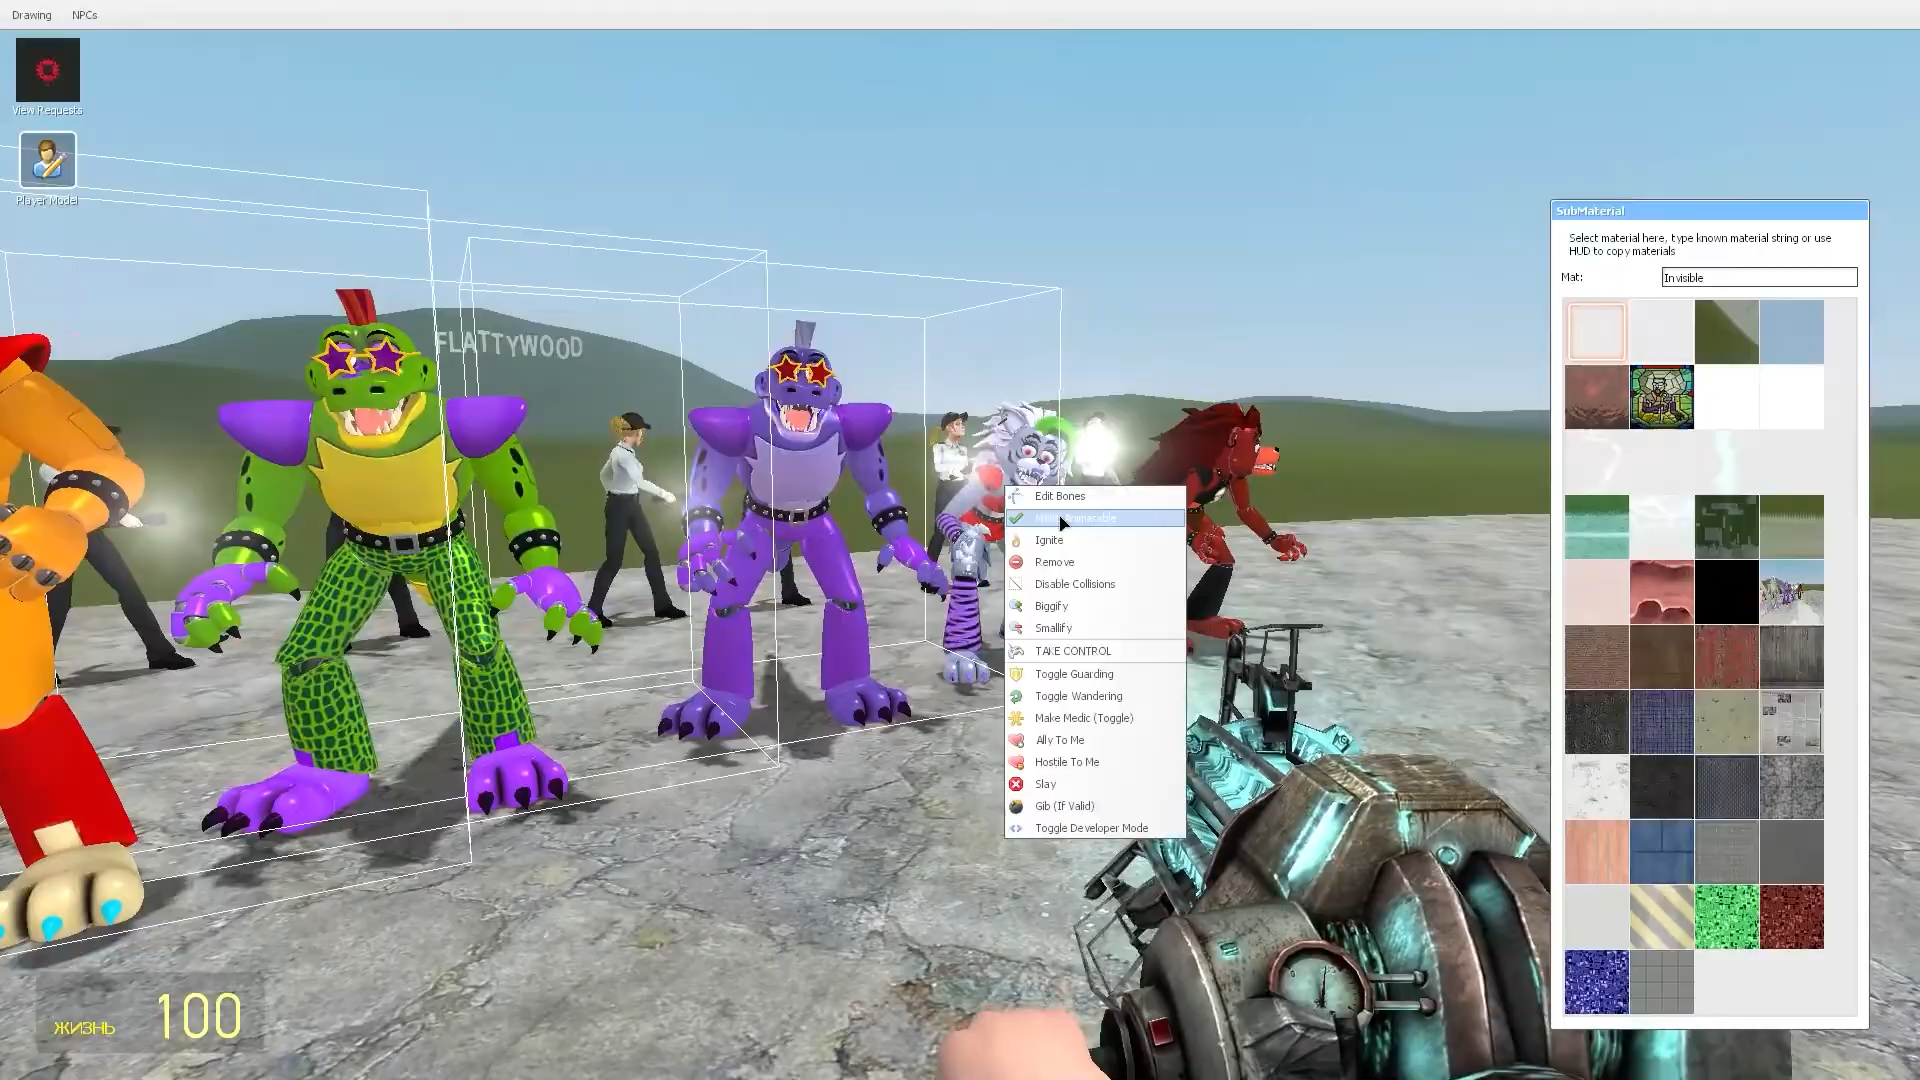 Drawing NPCs
View Requests
Player Model
FLATTYWOOD
Edit Bones
Make Animatable
Ignite
Remove
Disable Collisions
Biggify
Smallify
TAKE CONTROL
Toggle Guarding
Toggle Wandering
Make Medic (Toggle)
Ally To Me
Hostile To Me
Slay
Gib (If Valid)
Toggle Developer Mode
SubMaterial
Select material here, type known material string or use
HUD to copy materials
Mat: Invisible
ЖИЗНЬ 100